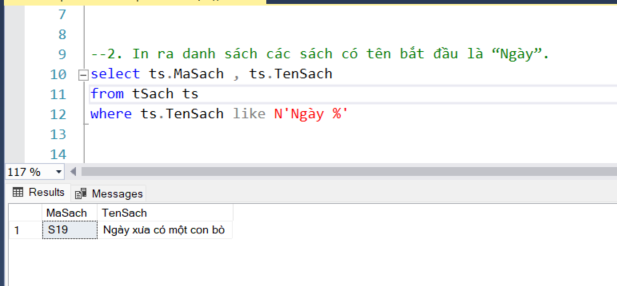 7
8
9 --2. In ra danh sách các sách có tên bắt đầu là “Ngày”.
10 select ts.MaSach , ts.TenSach
11 from tSach ts
12 where ts.TenSach like N'Ngày %'
13
14
117 %
Results Messages
MaSach TenSach
1 S19 Ngày xưa có một con bò